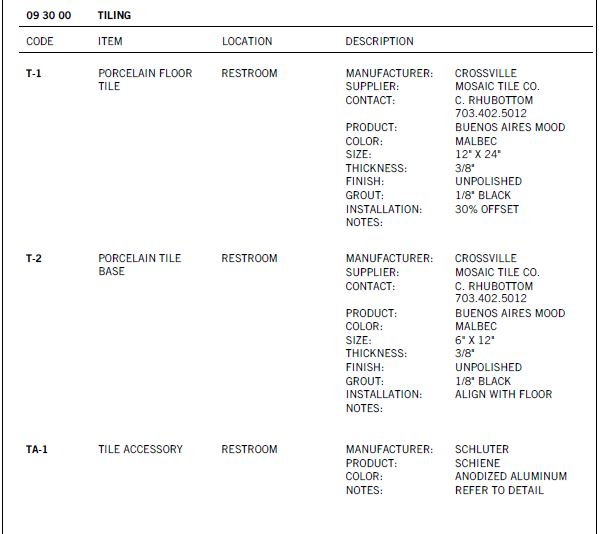 09 30 00 TILING
CODE ITEM LOCATION DESCRIPTION
T-1 PORCELAIN FLOOR RESTROOM MANUFACTURER: CROSSVILLE
TILE SUPPLIER: MOSAIC TILE CO.
CONTACT: C. RHUBOTTOM
703.402.5012
PRODUCT: BUENOS AIRES MOOD
COLOR: MALBEC
SIZE: 12" X 24"
THICKNESS: 3/8"
FINISH: UNPOLISHED
GROUT: 1/8" BLACK
INSTALLATION: 30% OFFSET
NOTES:
T-2 PORCELAIN TILE RESTROOM MANUFACTURER: CROSSVILLE
BASE SUPPLIER: MOSAIC TILE CO.
CONTACT: C. RHUBOTTOM
703.402.5012
PRODUCT: BUENOS AIRES MOOD
COLOR: MALBEC
SIZE: 6" X 12"
THICKNESS: 3/8"
FINISH: UNPOLISHED
GROUT: 1/8" BLACK
INSTALLATION: ALIGN WITH FLOOR
NOTES:
TA-1 TILE ACCESSORY RESTROOM MANUFACTURER: SCHLUTER
PRODUCT: SCHIENE
COLOR: ANODIZED ALUMINUM
NOTES: REFER TO DETAIL